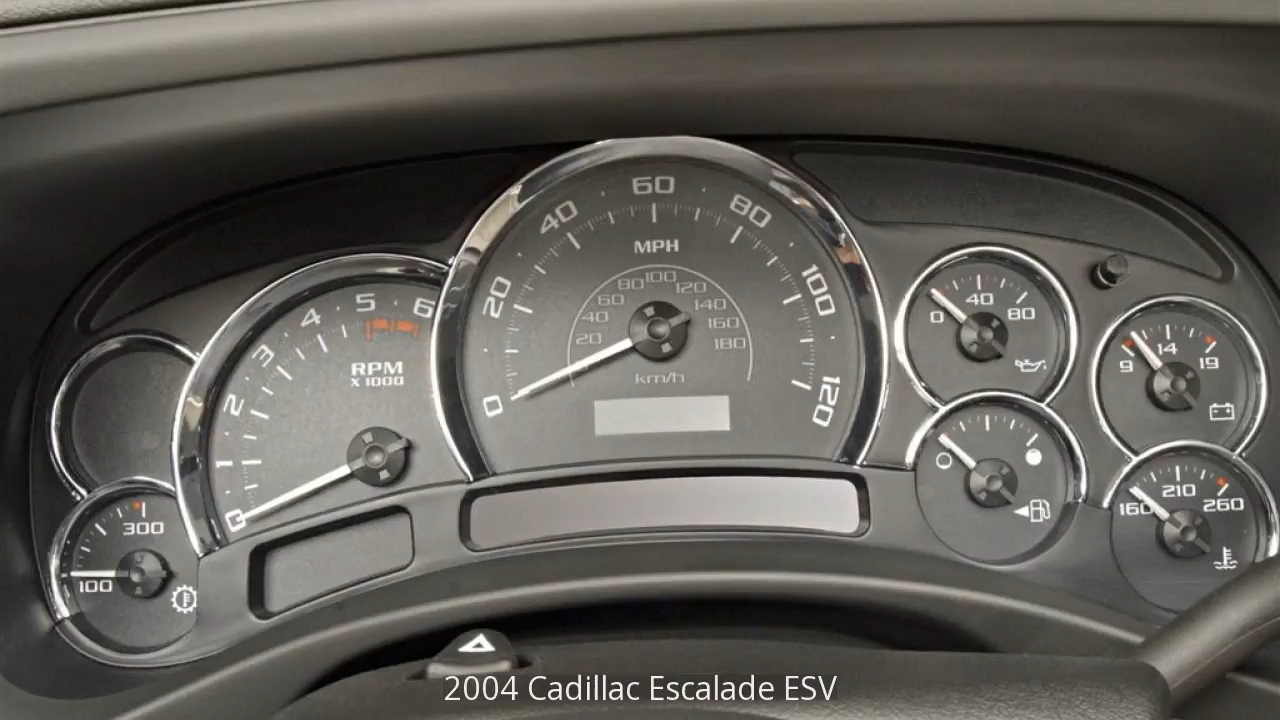 0 1 2 3 4 5 6
RPM
X 1000
100 300
0 20 40 60 80 100 120
MPH
20 40 60 80 100 120 140 160 180
km/h
0 40 80
9 14 19
160 210 260
2004 Cadillac Escalade ESV